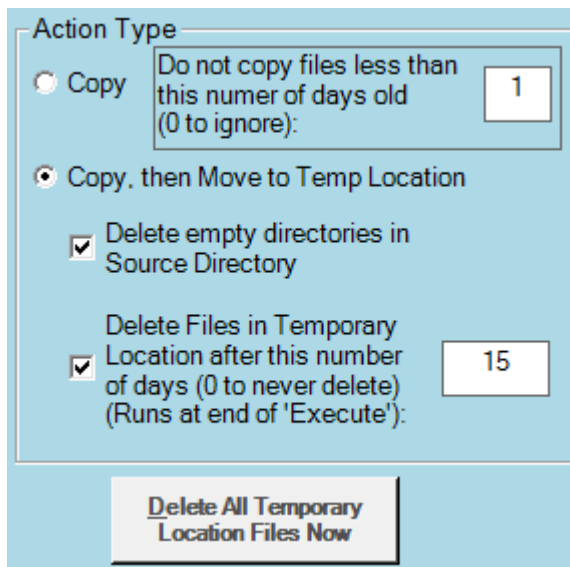 Action Type
Copy
Do not copy files less than
this numer of days old
(0 to ignore):
1
Copy, then Move to Temp Location
Delete empty directories in
Source Directory
Delete Files in Temporary
Location after this number
of days (0 to never delete)
(Runs at end of 'Execute'):
15
Delete All Temporary
Location Files Now